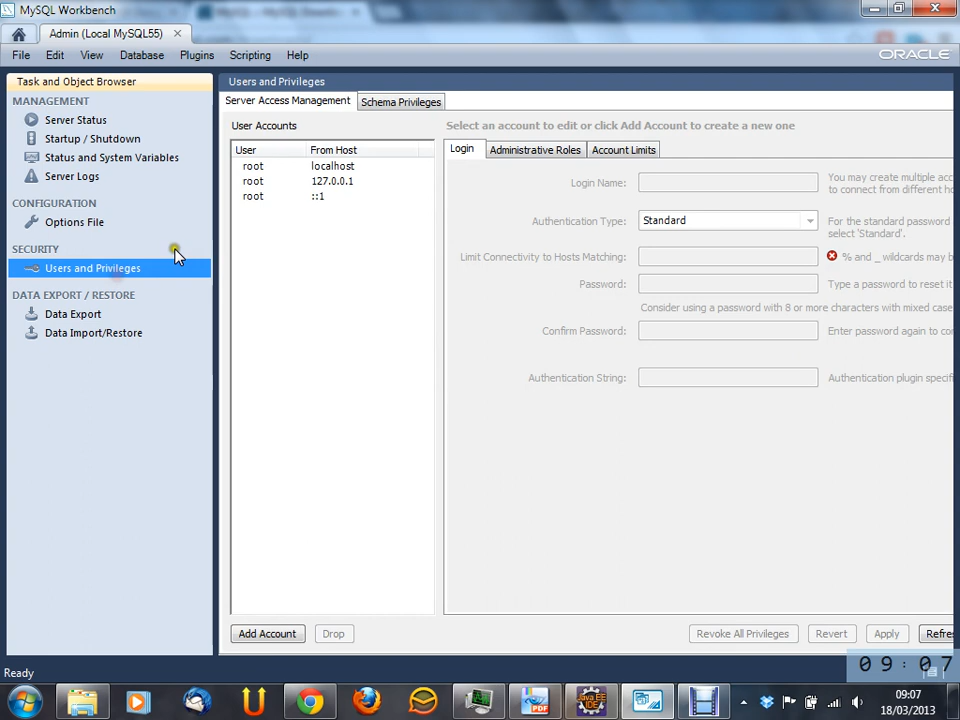 MySQL Workbench
Admin (Local MySQL55)
File Edit View Database Plugins Scripting Help
ORACLE
Task and Object Browser
MANAGEMENT
Server Status
Startup / Shutdown
Status and System Variables
Server Logs
CONFIGURATION
Options File
SECURITY
Users and Privileges
DATA EXPORT / RESTORE
Data Export
Data Import/Restore
Users and Privileges
Server Access Management Schema Privileges
User Accounts
User From Host
root localhost
root 127.0.0.1
root ::1
Add Account Drop
Select an account to edit or click Add Account to create a new one
Login Administrative Roles Account Limits
Login Name: You may create multiple acc
to connect from different ho
Authentication Type: Standard For the standard password
select 'Standard'.
Limit Connectivity to Hosts Matching: % and _ wildcards may b
Password: Type a password to reset it
Consider using a password with 8 or more characters with mixed case
Confirm Password: Enter password again to con
Authentication String: Authentication plugin specif
Revoke All Privileges Revert Apply Refre
Ready
09:07
PDF
Java EE
IDE
09:07
18/03/2013